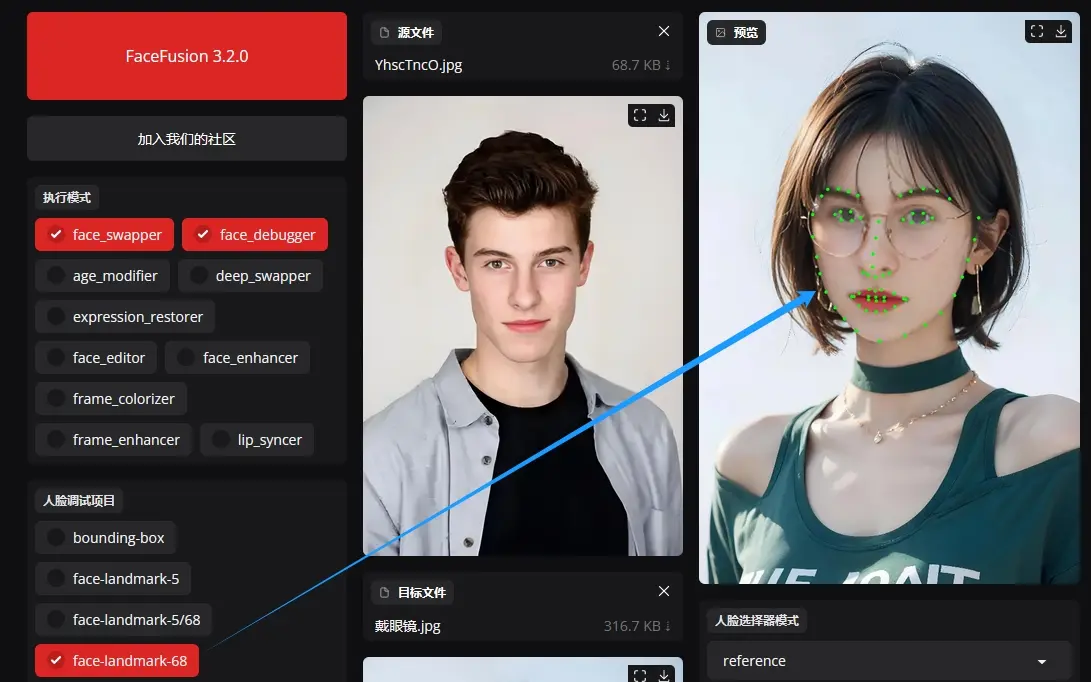 FaceFusion 3.2.0
加入我们的社区
执行模式
face_swapper
face_debugger
age_modifier
deep_swapper
expression_restorer
face_editor
face_enhancer
frame_colorizer
frame_enhancer
lip_syncer
人脸调试项目
bounding-box
face-landmark-5
face-landmark-5/68
face-landmark-68
源文件
YhscTncO.jpg
68.7 KB ↓
目标文件
戴眼镜.jpg
316.7 KB ↓
预览
人脸选择器模式
reference